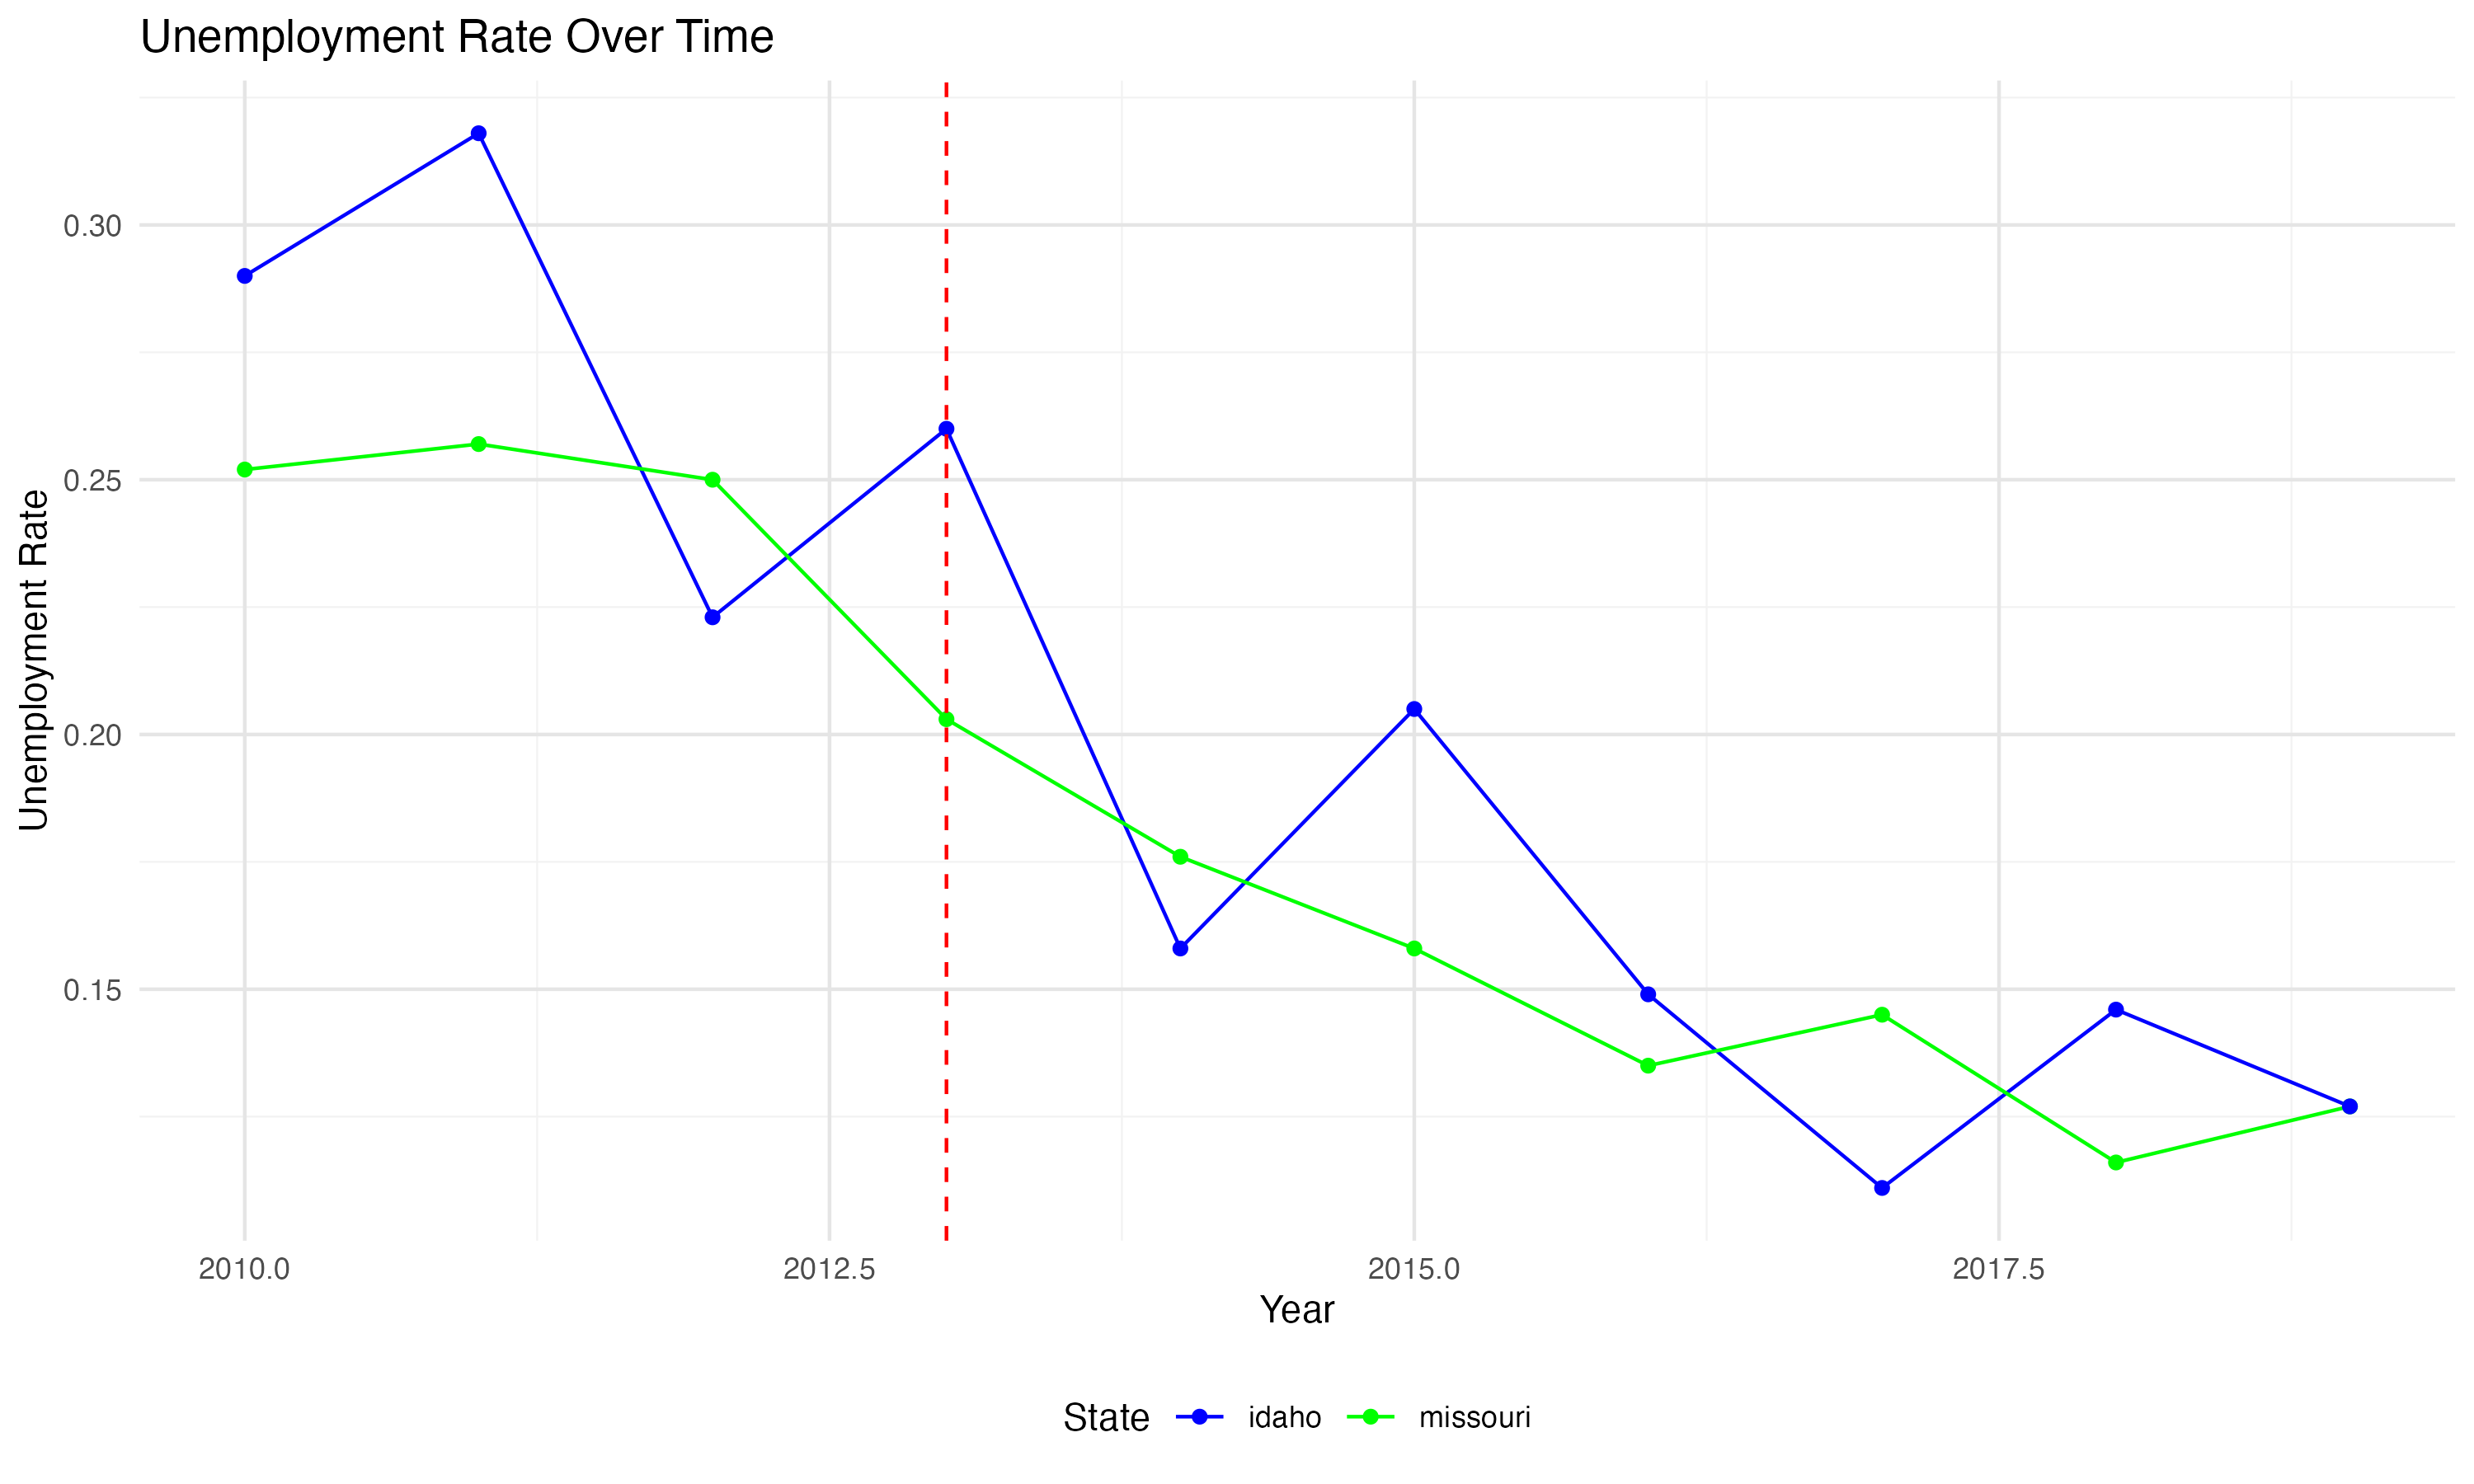 Unemployment Rate Over Time
Unemployment Rate
0.30
0.25
0.20
0.15
2010.0 2012.5 2015.0 2017.5
Year
State idaho missouri